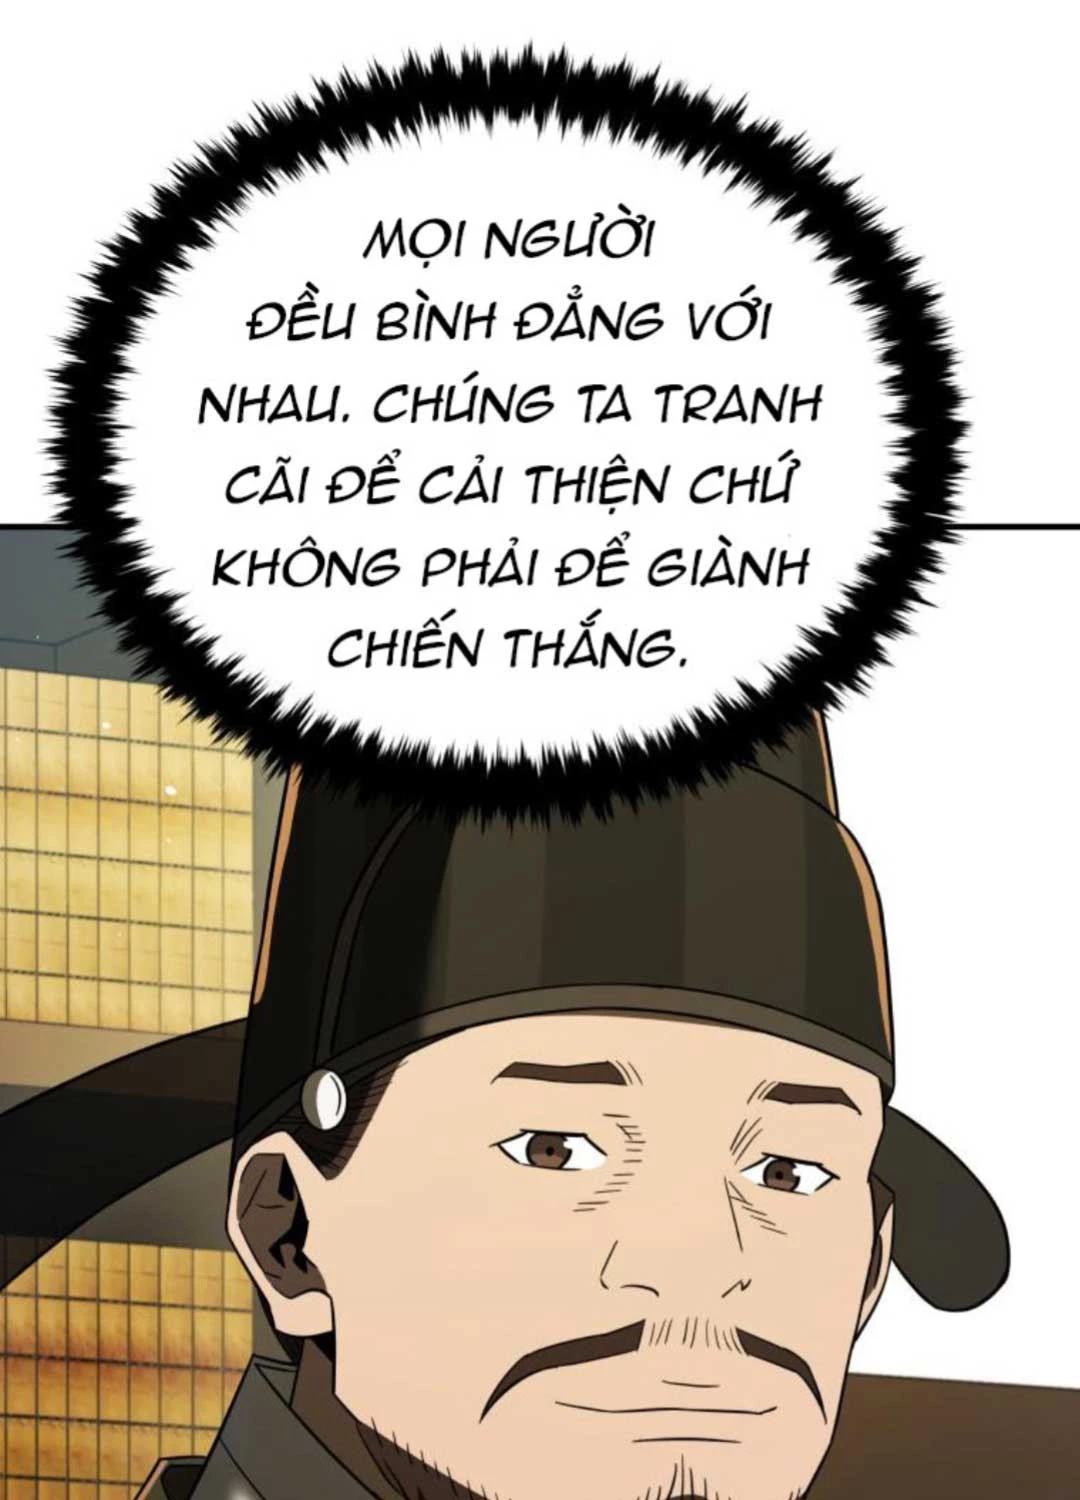 MỌI NGƯỜI
ĐỀU BÌNH ĐẲNG VỚI
NHAU. CHÚNG TA TRANH
CÃI ĐỂ CẢI THIỆN CHỨ
KHÔNG PHẢI ĐỂ GIÀNH
CHIẾN THẮNG.